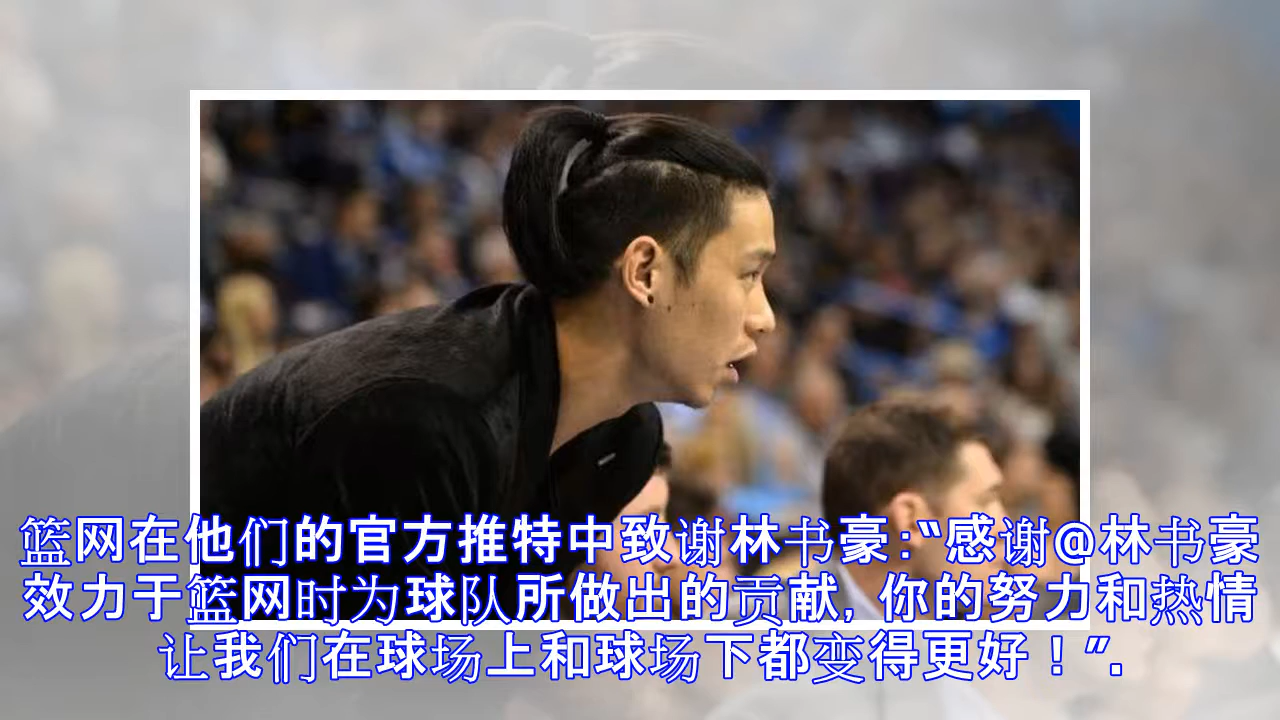 篮网在他们的官方推特中致谢林书豪:“感谢@林书豪
效力于篮网时为球队所做出的贡献, 你的努力和热情
让我们在球场上和球场下都变得更好！”.